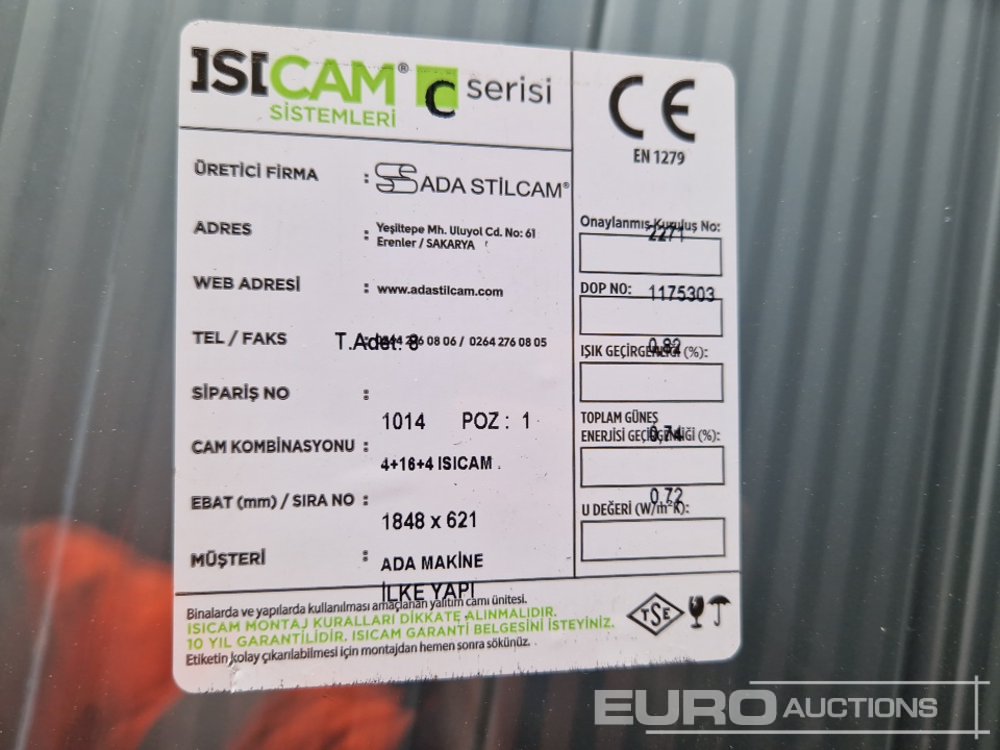 ISICAM® C serisi
SİSTEMLERİ
CE
EN 1279
ÜRETİCİ FİRMA : ADA STILCAM®
ADRES : Yeşiltepe Mh. Uluyol Cd. No: 61
Erenler / SAKARYA
WEB ADRESİ : www.adastilcam.com
TEL / FAKS : 0264 276 08 06 / 0264 276 08 05
T.Adet: 8
SİPARİŞ NO :
1014 POZ : 1
CAM KOMBİNASYONU :
4+16+4 ISICAM
EBAT (mm) / SIRA NO :
1848 x 621
MÜŞTERİ : ADA MAKİNE
İLKE YAPI
Onaylanmış Kuruluş No:
2271
DOP NO: 1175303
0.82
IŞIK GEÇİRGENLİĞİ (%):
TOPLAM GÜNEŞ
ENERJİSİ GEÇİRGENLİĞİ (%):
0.74
0.72
U DEĞERİ (W/m²K):
Binalarda ve yapılarda kullanılması amaçlanan yalıtım camı ünitesi.
ISICAM MONTAJ KURALLARI DİKKATE ALINMALIDIR.
10 YIL GARANTİLİDİR, ISICAM GARANTİ BELGESİNİ İSTEYİNİZ.
Etiketin kolay çıkarılabilmesi için montajdan hemen sonra sökünüz.
TSE
EURO AUCTIONS